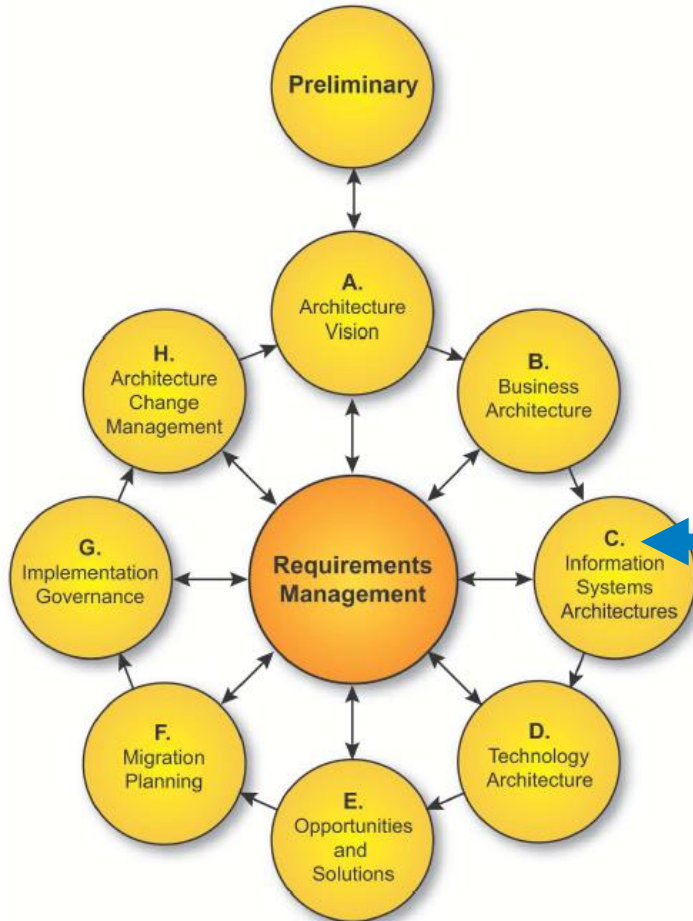 Preliminary
A.
Architecture
Vision
B.
Business
Architecture
C.
Information
Systems
Architectures
D.
Technology
Architecture
E.
Opportunities
and
Solutions
F.
Migration
Planning
G.
Implementation
Governance
H.
Architecture
Change
Management
Requirements
Management